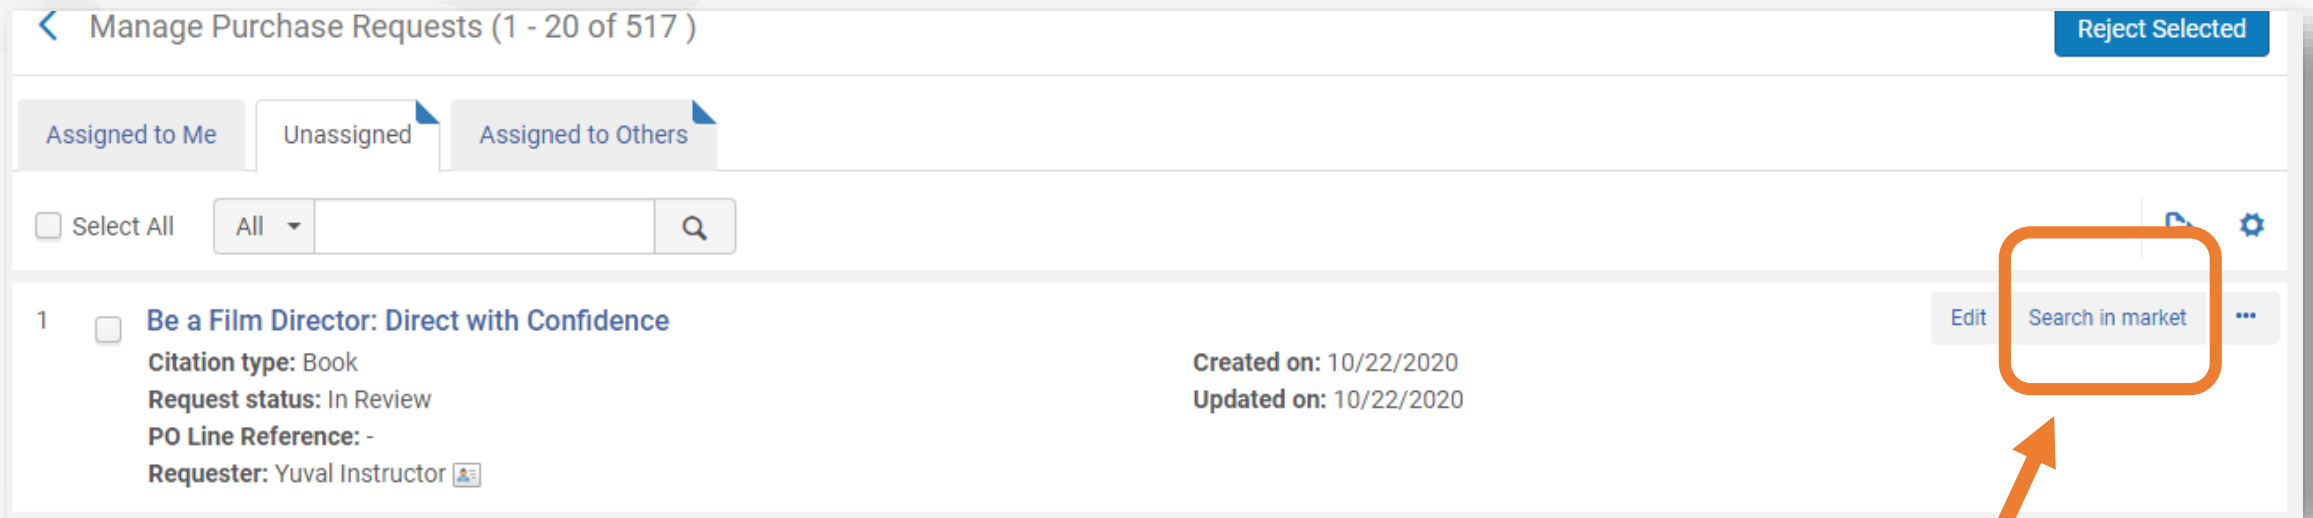 Manage Purchase Requests (1 - 20 of 517 )
Reject Selected
Assigned to Me
Unassigned
Assigned to Others
Select All
All
1
Be a Film Director: Direct with Confidence
Edit
Search in market
Citation type: Book
Created on: 10/22/2020
Request status: In Review
Updated on: 10/22/2020
PO Line Reference: -
Requester: Yuval Instructor